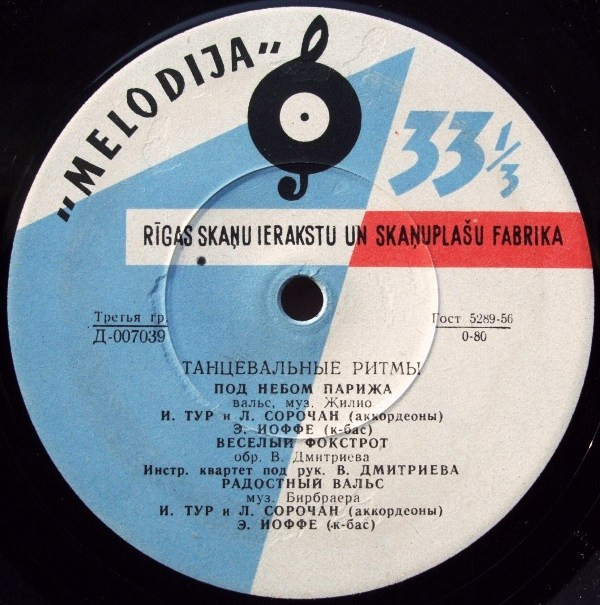 „MELODIJA”
33 1/3
RĪGAS SKAŅU IERAKSTU UN SKAŅUPLAŠU FABRIKA
Третья гр.
Д-007039
Гост 5289-56
0-80
ТАНЦЕВАЛЬНЫЕ РИТМЫ
ПОД НЕБОМ ПАРИЖА
вальс, муз. Жилио
И. ТУР и Л. СОРОЧАН (аккордеоны)
Э. ИОФФЕ (к-бас)
ВЕСЕЛЫЙ ФОКСТРОТ
обр. В. Дмитриева
Инстр. квартет под рук. В. ДМИТРИЕВА
РАДОСТНЫЙ ВАЛЬС
муз. Бирбраера
И. ТУР и Л. СОРОЧАН (аккордеоны)
Э. ИОФФЕ (к-бас)